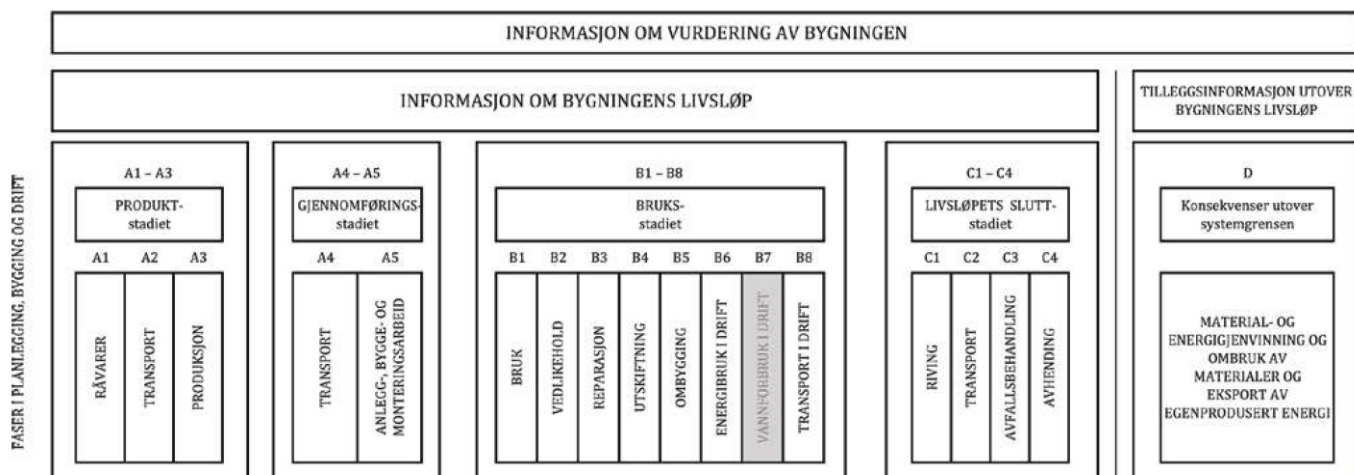 INFORMASJON OM VURDERING AV BYGNINGEN
INFORMASJON OM BYGNINGENS LIVSLØP
TILLEGGSINFORMASJON UTOVER
BYGNINGENS LIVSLØP
FASER I PLANLEGGING, BYGGING OG DRIFT
A1 – A3
PRODUKT-
stadiet
A1 A2 A3
RÅVARER
TRANSPORT
PRODUKSJON
A4 – A5
GJENNOMFØRINGS-
stadiet
A4 A5
TRANSPORT
ANLEGG-, BYGGE- OG
MONTERINGSARBEID
B1 – B8
BRUKS-
stadiet
B1 B2 B3 B4 B5 B6 B7 B8
BRUK
VEDLIKEHOLD
REPARASJON
UTSKIFTNING
OMBYGGING
ENERGIBRUK I DRIFT
VANNFORBRUK I DRIFT
TRANSPORT I DRIFT
C1 – C4
LIVSLØPETS SLUTT-
stadiet
C1 C2 C3 C4
RIVING
TRANSPORT
AVFALLSBEHANDLING
AVHENDING
D
Konsekvenser utover
systemgrensen
MATERIAL- OG
ENERGIGJENVINNING OG
OMBRUK AV
MATERIALER OG
EKSPORT AV
EGENPRODUSERT ENERGI